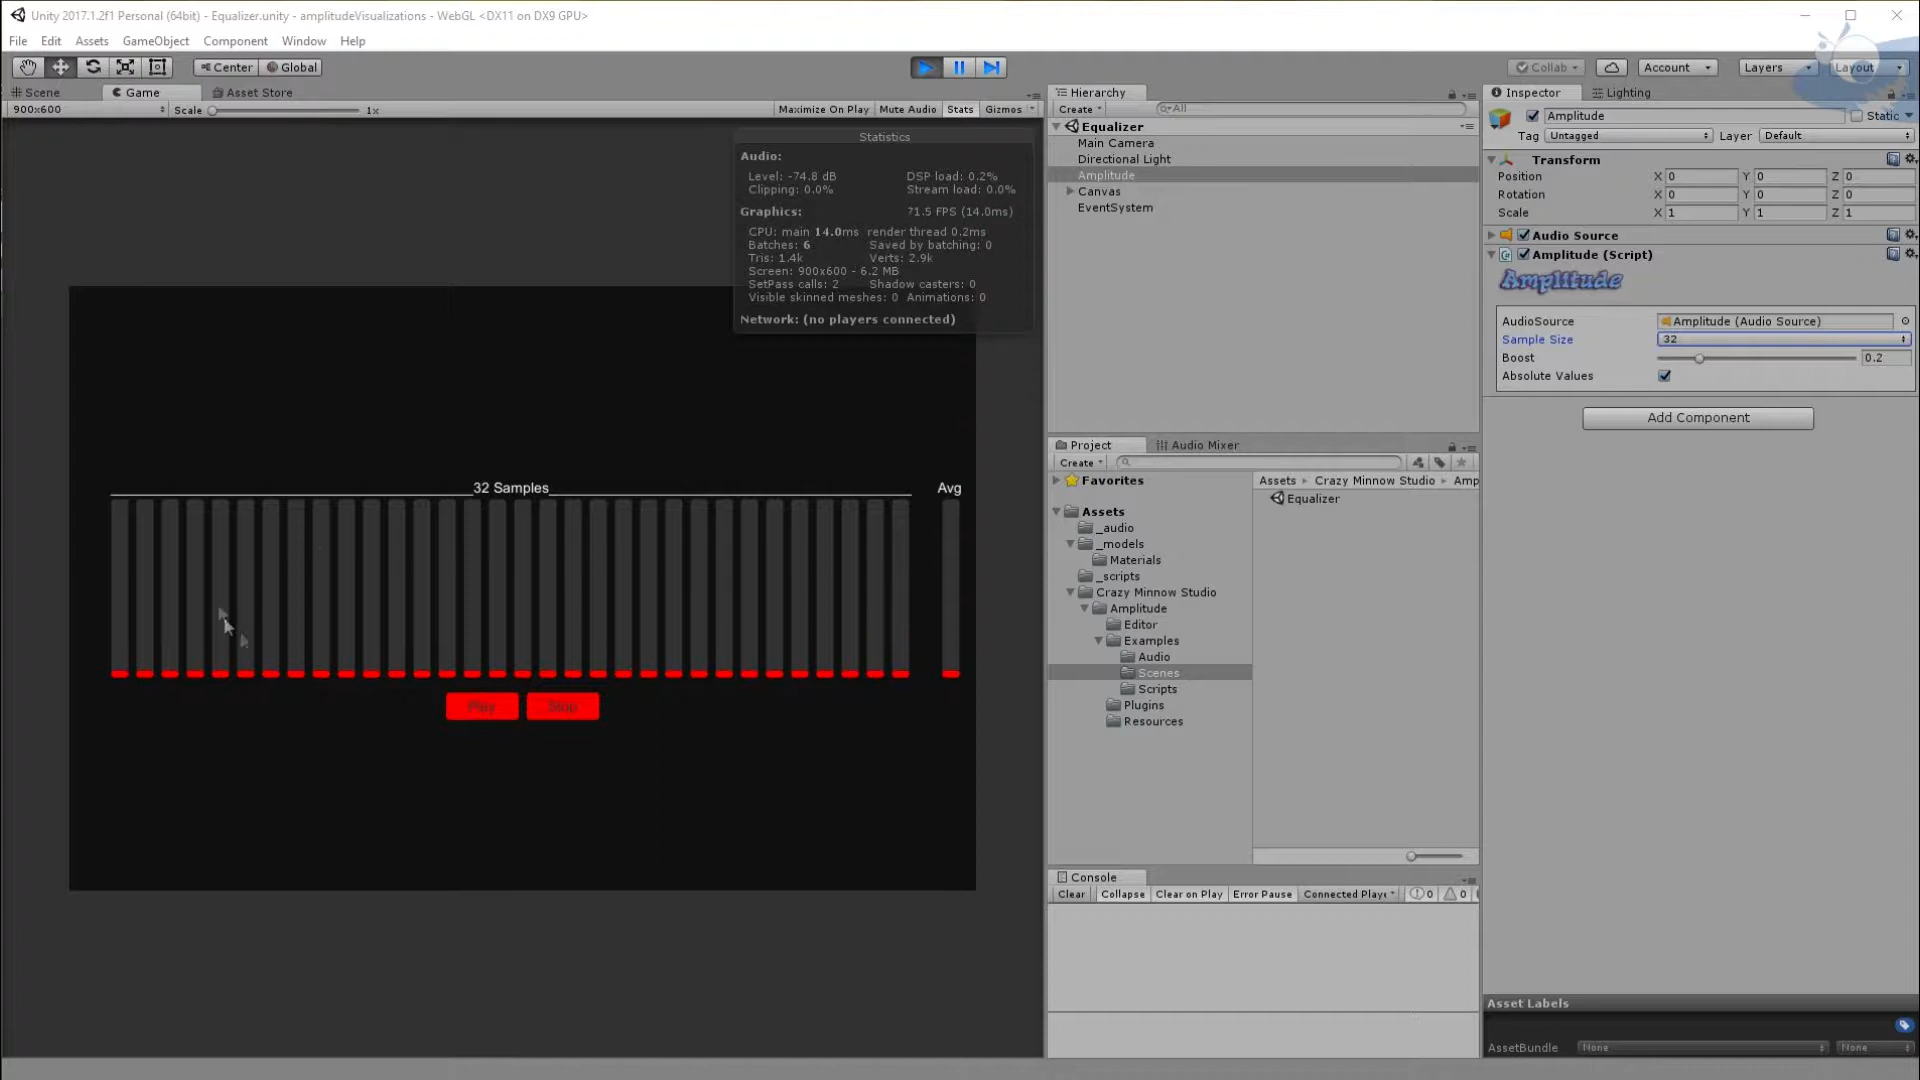 Unity 2017.1.2f1 Personal (64bit) - Equalizer.unity - amplitudeVisualizations - WebGL <DX11 on DX9 GPU>
File Edit Assets GameObject Component Window Help
Center Global
Collab Account Layers Layout
Scene Game Asset Store
900x600 Scale 1x Maximize On Play Mute Audio Stats Gizmos
Statistics
Audio:
Level: -74.8 dB DSP load: 0.2%
Clipping: 0.0% Stream load: 0.0%
Graphics: 71.5 FPS (14.0ms)
CPU: main 14.0ms render thread 0.2ms
Batches: 6 Saved by batching: 0
Tris: 1.4k Verts: 2.9k
Screen: 900x600 - 6.2 MB
SetPass calls: 2 Shadow casters: 0
Visible skinned meshes: 0 Animations: 0
Network: (no players connected)
32 Samples Avg
Play Stop
Hierarchy
Create All
Equalizer
Main Camera
Directional Light
Amplitude
Canvas
EventSystem
Project Audio Mixer
Create
Favorites
Assets
_audio
_models
Materials
_scripts
Crazy Minnow Studio
Amplitude
Editor
Examples
Audio
Scenes
Scripts
Plugins
Resources
Assets Crazy Minnow Studio Amp
Equalizer
Console
Clear Collapse Clear on Play Error Pause Connected Playe 0 0
Inspector Lighting
Amplitude Static
Tag Untagged Layer Default
Transform
Position X 0 Y 0 Z 0
Rotation X 0 Y 0 Z 0
Scale X 1 Y 1 Z 1
Audio Source
Amplitude (Script)
Amplitude
AudioSource Amplitude (Audio Source)
Sample Size 32
Boost 0.2
Absolute Values
Add Component
Asset Labels
AssetBundle None None